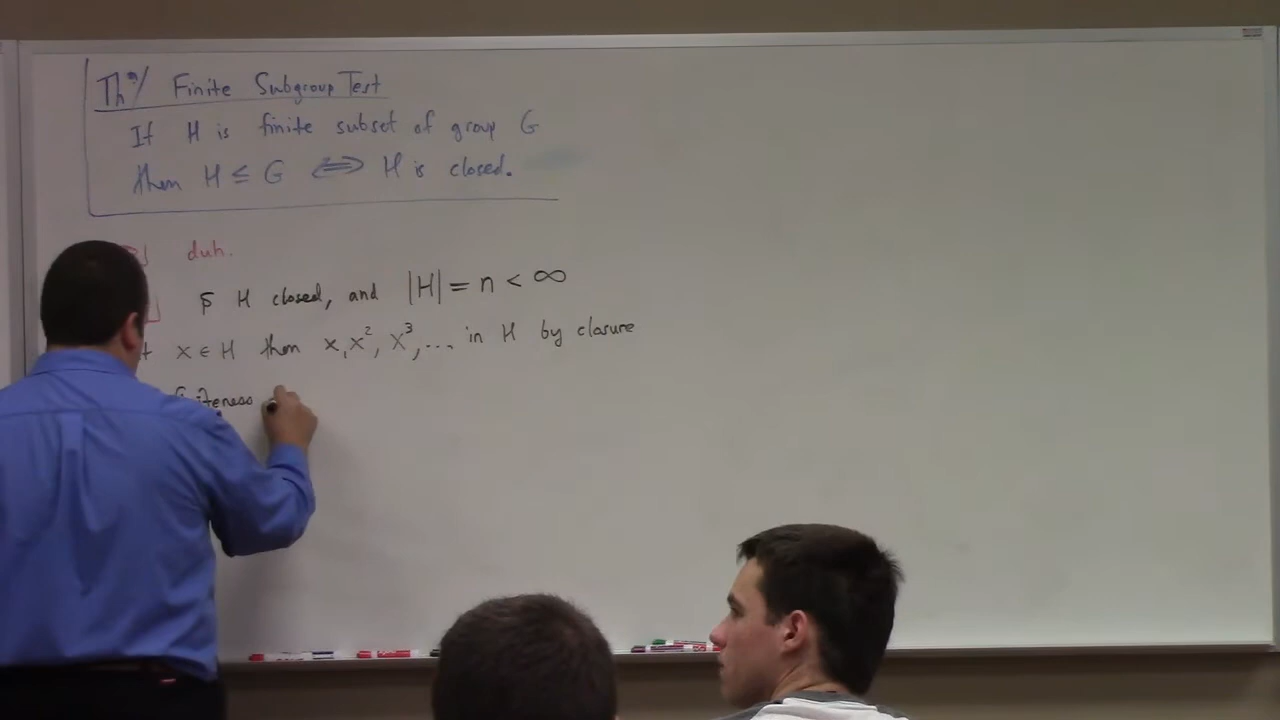 Thm/ Finite Subgroup Test
If H is finite subset of group G
then H ≤ G ⟺ H is closed.
duh.
H closed, and |H| = n < ∞
x ∈ H then x, x², x³, ... in H by closure